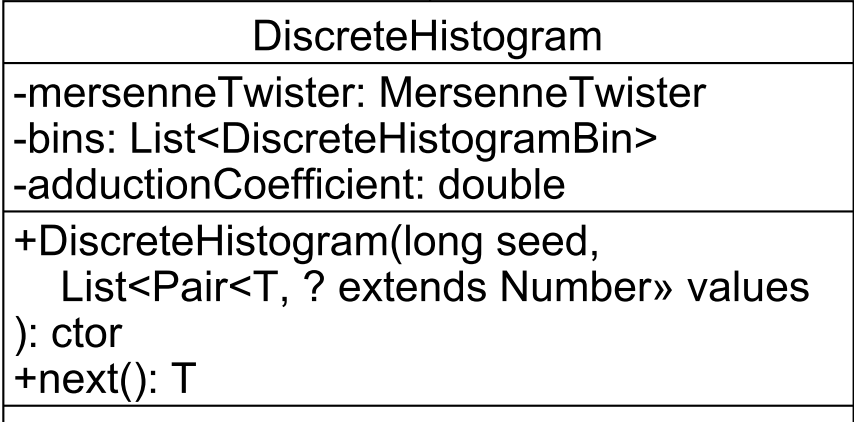 DiscreteHistogram
-mersenneTwister: MersenneTwister
-bins: List<DiscreteHistogramBin>
-adductionCoefficient: double
+DiscreteHistogram(long seed,
List<Pair<T, ? extends Number» values
): ctor
+next(): T